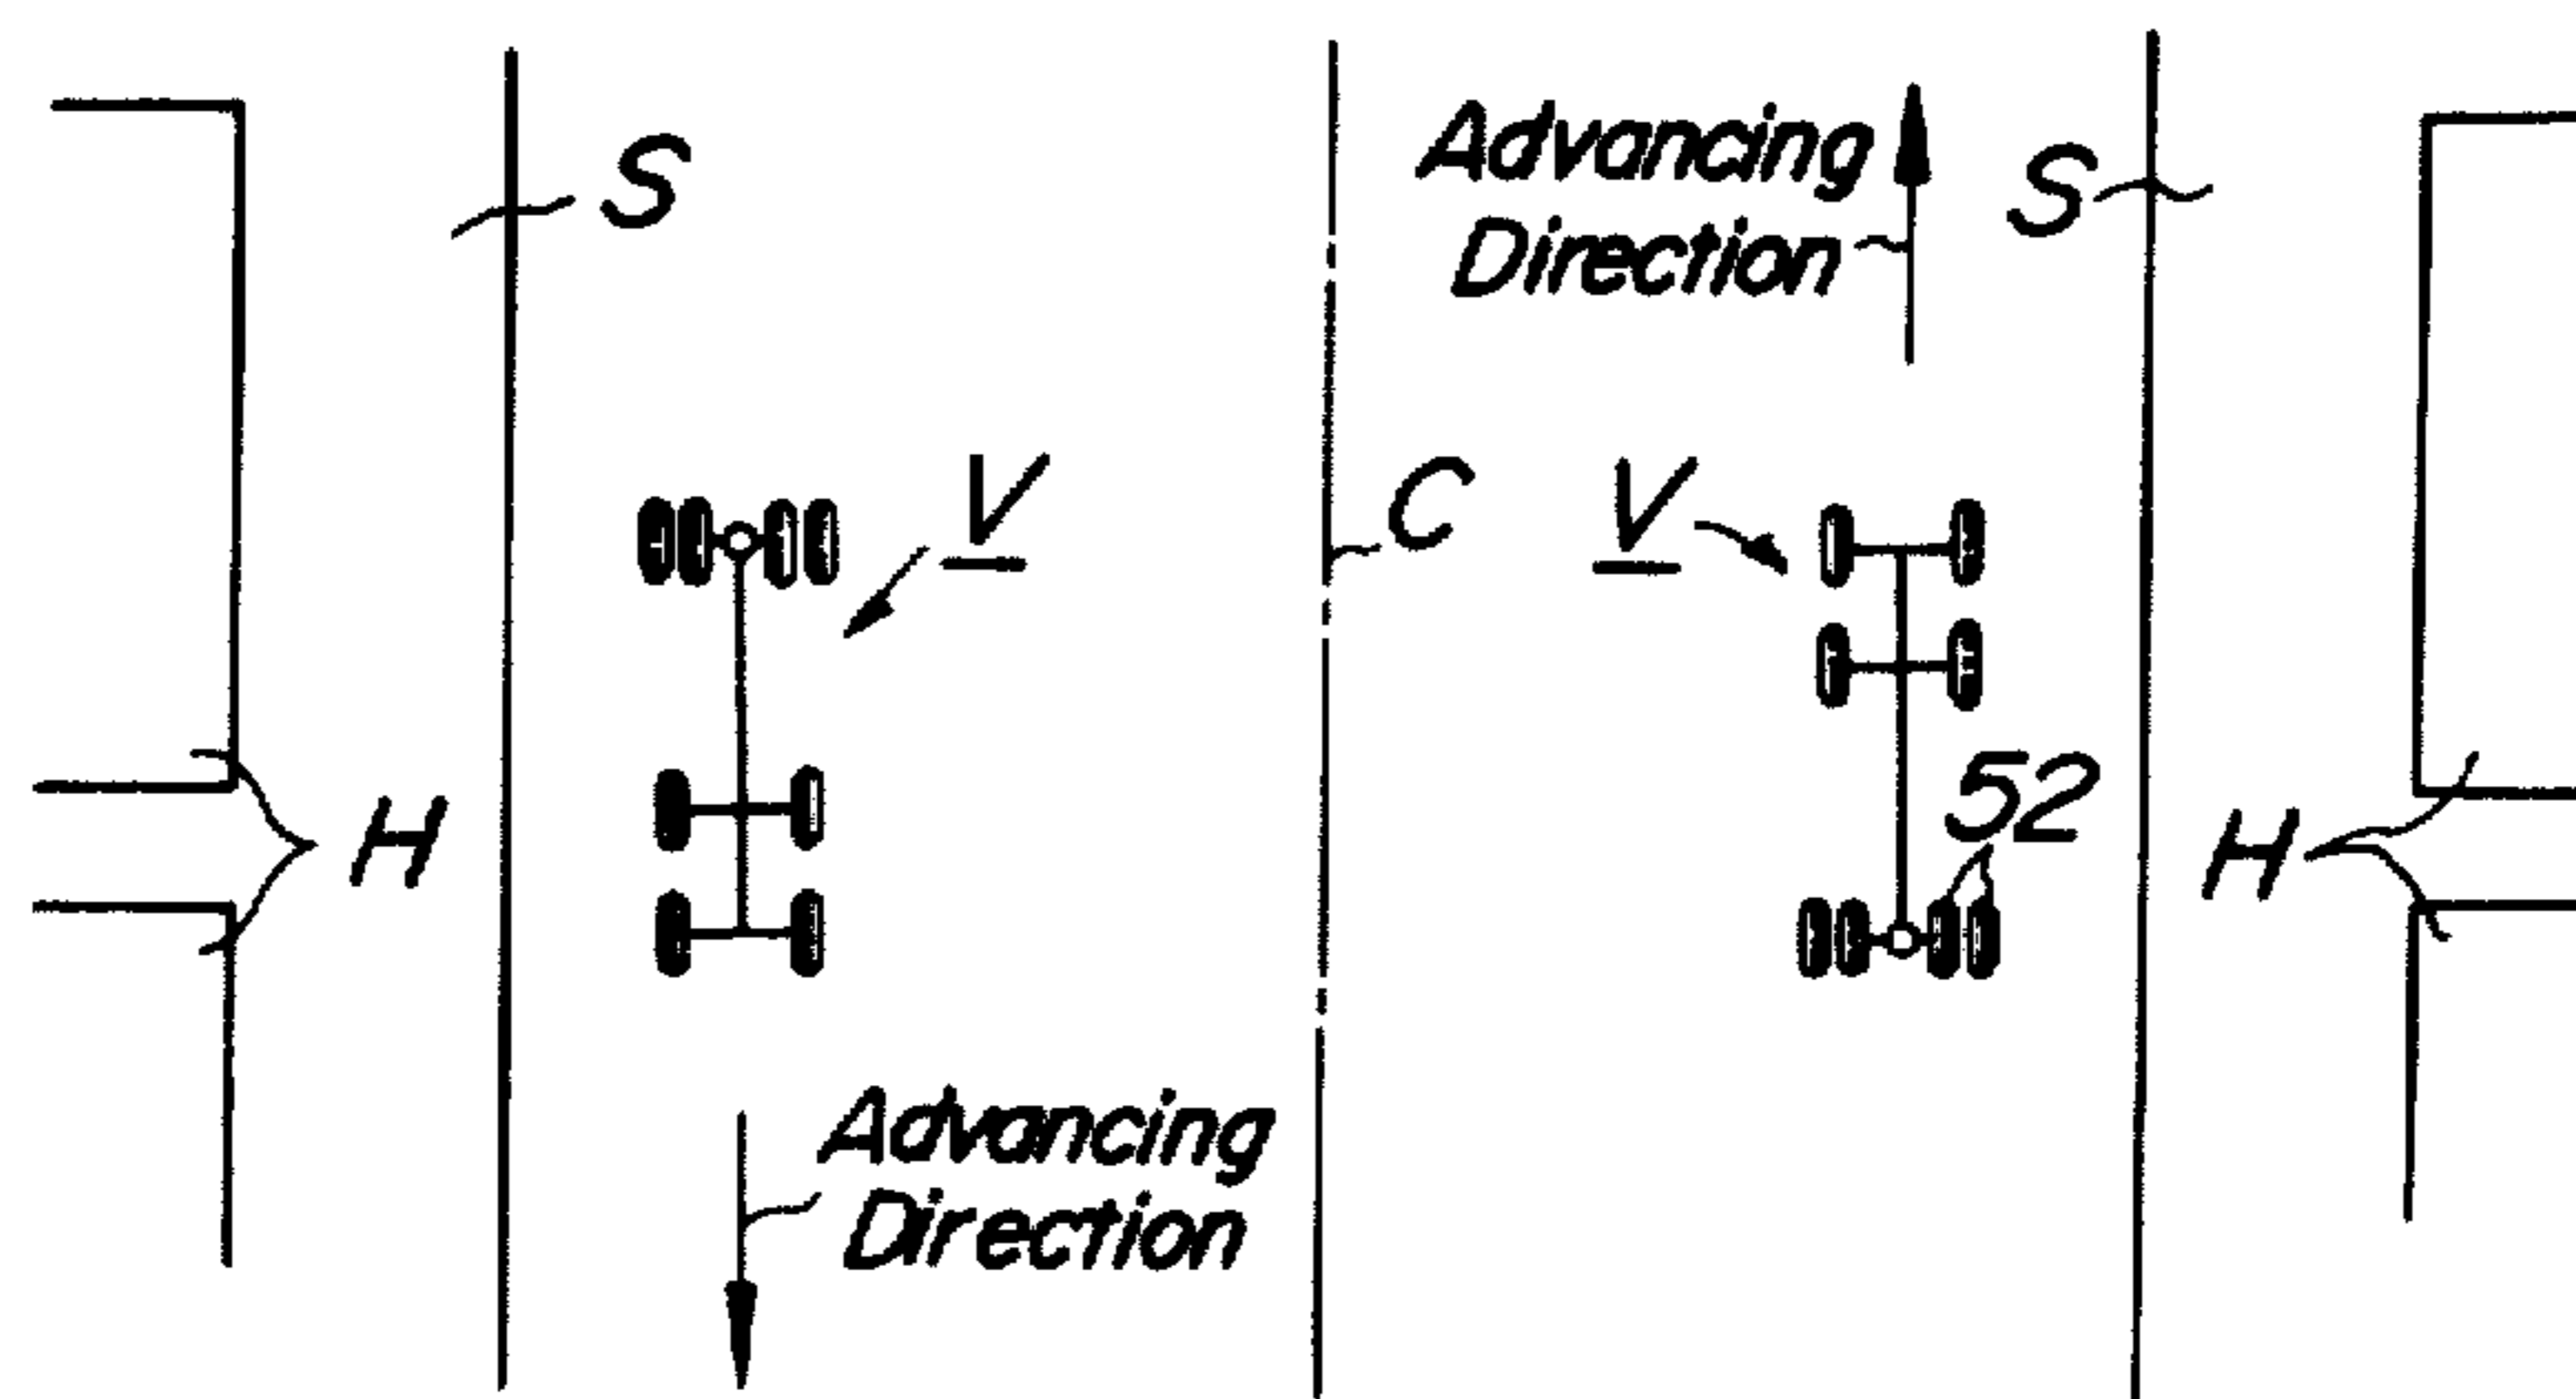 S
Advancing
Direction
S
V
C
V
52
H
H
Advancing
Direction